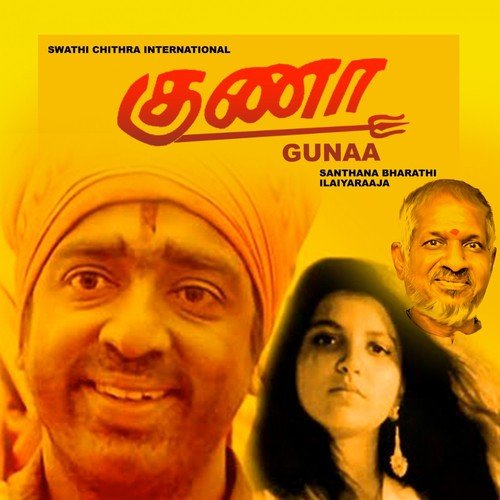 SWATHI CHITHRA INTERNATIONAL
குணா
GUNAA
SANTHANA BHARATHI
ILAIYARAAJA